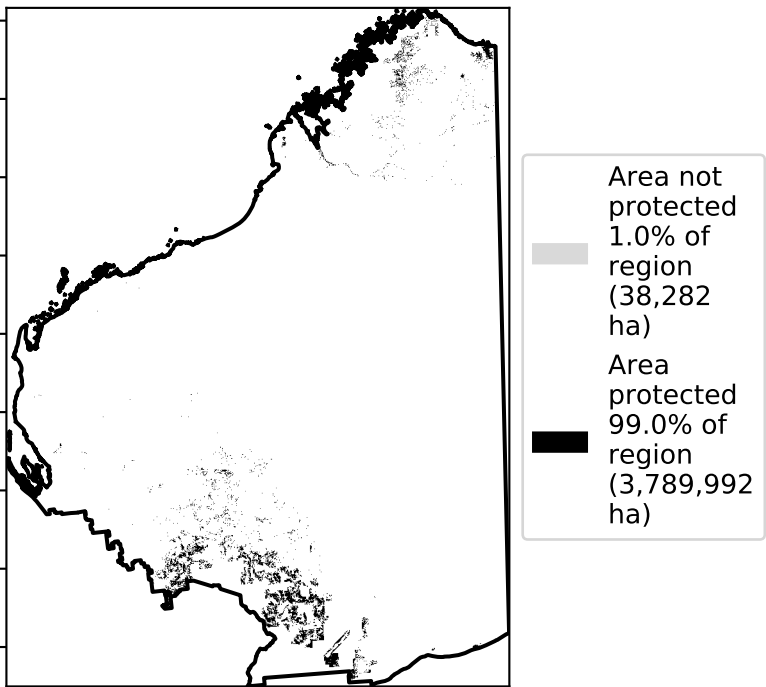 Area not
protected
1.0% of
region
(38,282
ha)
Area
protected
99.0% of
region
(3,789,992
ha)